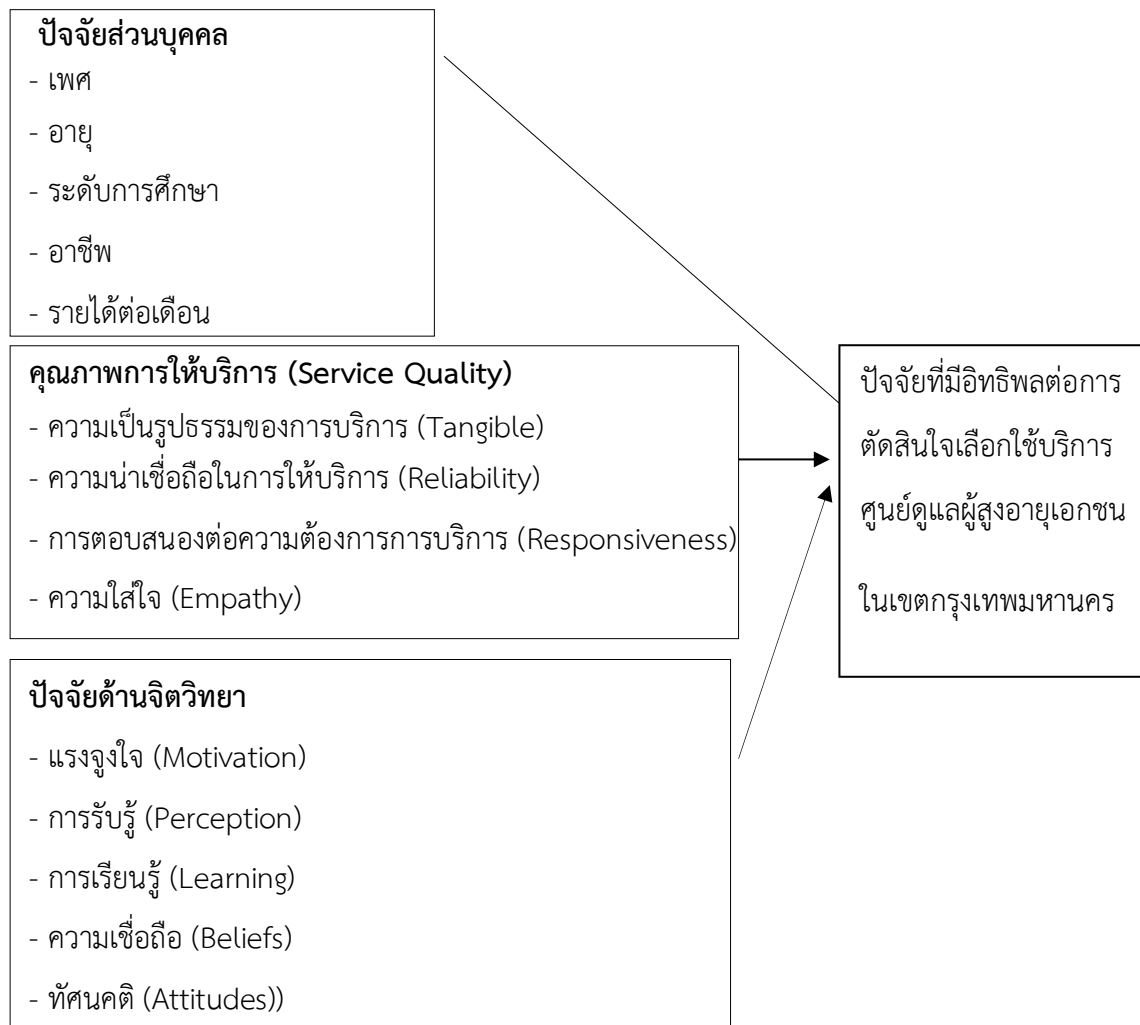 ปัจจัยส่วนบุคคล
- เพศ
- อายุ
- ระดับการศึกษา
- อาชีพ
- รายได้ต่อเดือน
คุณภาพการให้บริการ (Service Quality)
- ความเป็นรูปธรรมของการบริการ (Tangible)
- ความน่าเชื่อถือในการให้บริการ (Reliability)
- การตอบสนองต่อความต้องการการบริการ (Responsiveness)
- ความใส่ใจ (Empathy)
ปัจจัยด้านจิตวิทยา
- แรงจูงใจ (Motivation)
- การรับรู้ (Perception)
- การเรียนรู้ (Learning)
- ความเชื่อถือ (Beliefs)
- ทัศนคติ (Attitudes))
ปัจจัยที่มีอิทธิพลต่อการ
ตัดสินใจเลือกใช้บริการ
ศูนย์ดูแลผู้สูงอายุเอกชน
ในเขตกรุงเทพมหานคร